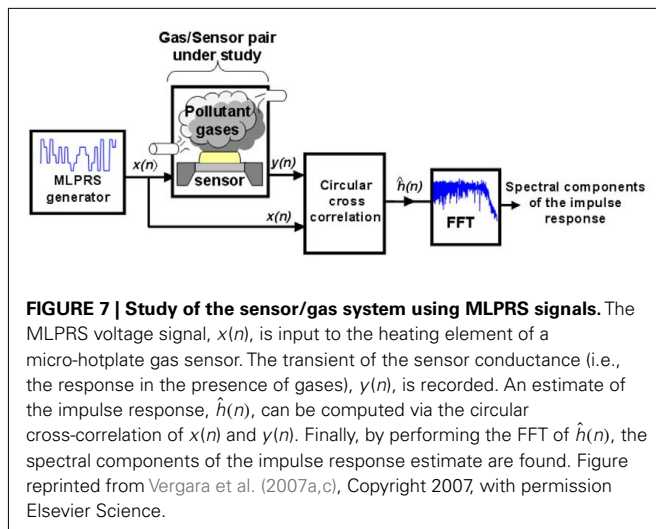 Gas/Sensor pair
under study
Pollutant
gases
sensor
MLPRS
generator
x(n)
y(n)
x(n)
Circular
cross
correlation
ĥ(n)
FFT
Spectral components
of the impulse
response
FIGURE 7 | Study of the sensor/gas system using MLPRS signals. The
MLPRS voltage signal, x(n), is input to the heating element of a
micro-hotplate gas sensor. The transient of the sensor conductance (i.e.,
the response in the presence of gases), y(n), is recorded. An estimate of
the impulse response, ĥ(n), can be computed via the circular
cross-correlation of x(n) and y(n). Finally, by performing the FFT of ĥ(n), the
spectral components of the impulse response estimate are found. Figure
reprinted from Vergara et al. (2007a,c), Copyright 2007, with permission
Elsevier Science.